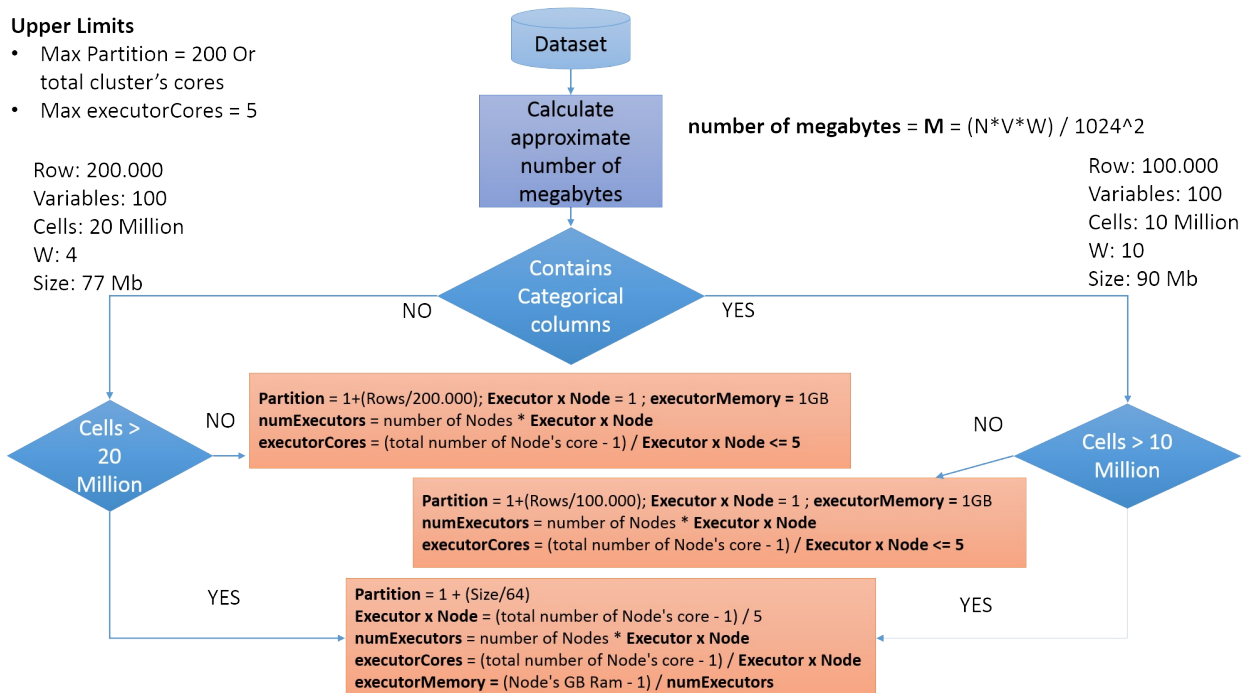 Upper Limits
• Max Partition = 200 Or
total cluster's cores
• Max executorCores = 5
Dataset
Calculate
approximate
number of
megabytes
number of megabytes = M = (N*V*W) / 1024^2
Row: 200.000
Variables: 100
Cells: 20 Million
W: 4
Size: 77 Mb
Row: 100.000
Variables: 100
Cells: 10 Million
W: 10
Size: 90 Mb
Contains
Categorical
columns
NO
YES
Partition = 1+(Rows/200.000); Executor x Node = 1 ; executorMemory = 1GB
numExecutors = number of Nodes * Executor x Node
executorCores = (total number of Node's core - 1) / Executor x Node <= 5
Cells >
20
Million
NO
Cells > 10
Million
NO
Partition = 1+(Rows/100.000); Executor x Node = 1 ; executorMemory = 1GB
numExecutors = number of Nodes * Executor x Node
executorCores = (total number of Node's core - 1) / Executor x Node <= 5
YES
YES
Partition = 1 + (Size/64)
Executor x Node = (total number of Node's core - 1) / 5
numExecutors = number of Nodes * Executor x Node
executorCores = (total number of Node's core - 1) / Executor x Node
executorMemory = (Node's GB Ram - 1) / numExecutors